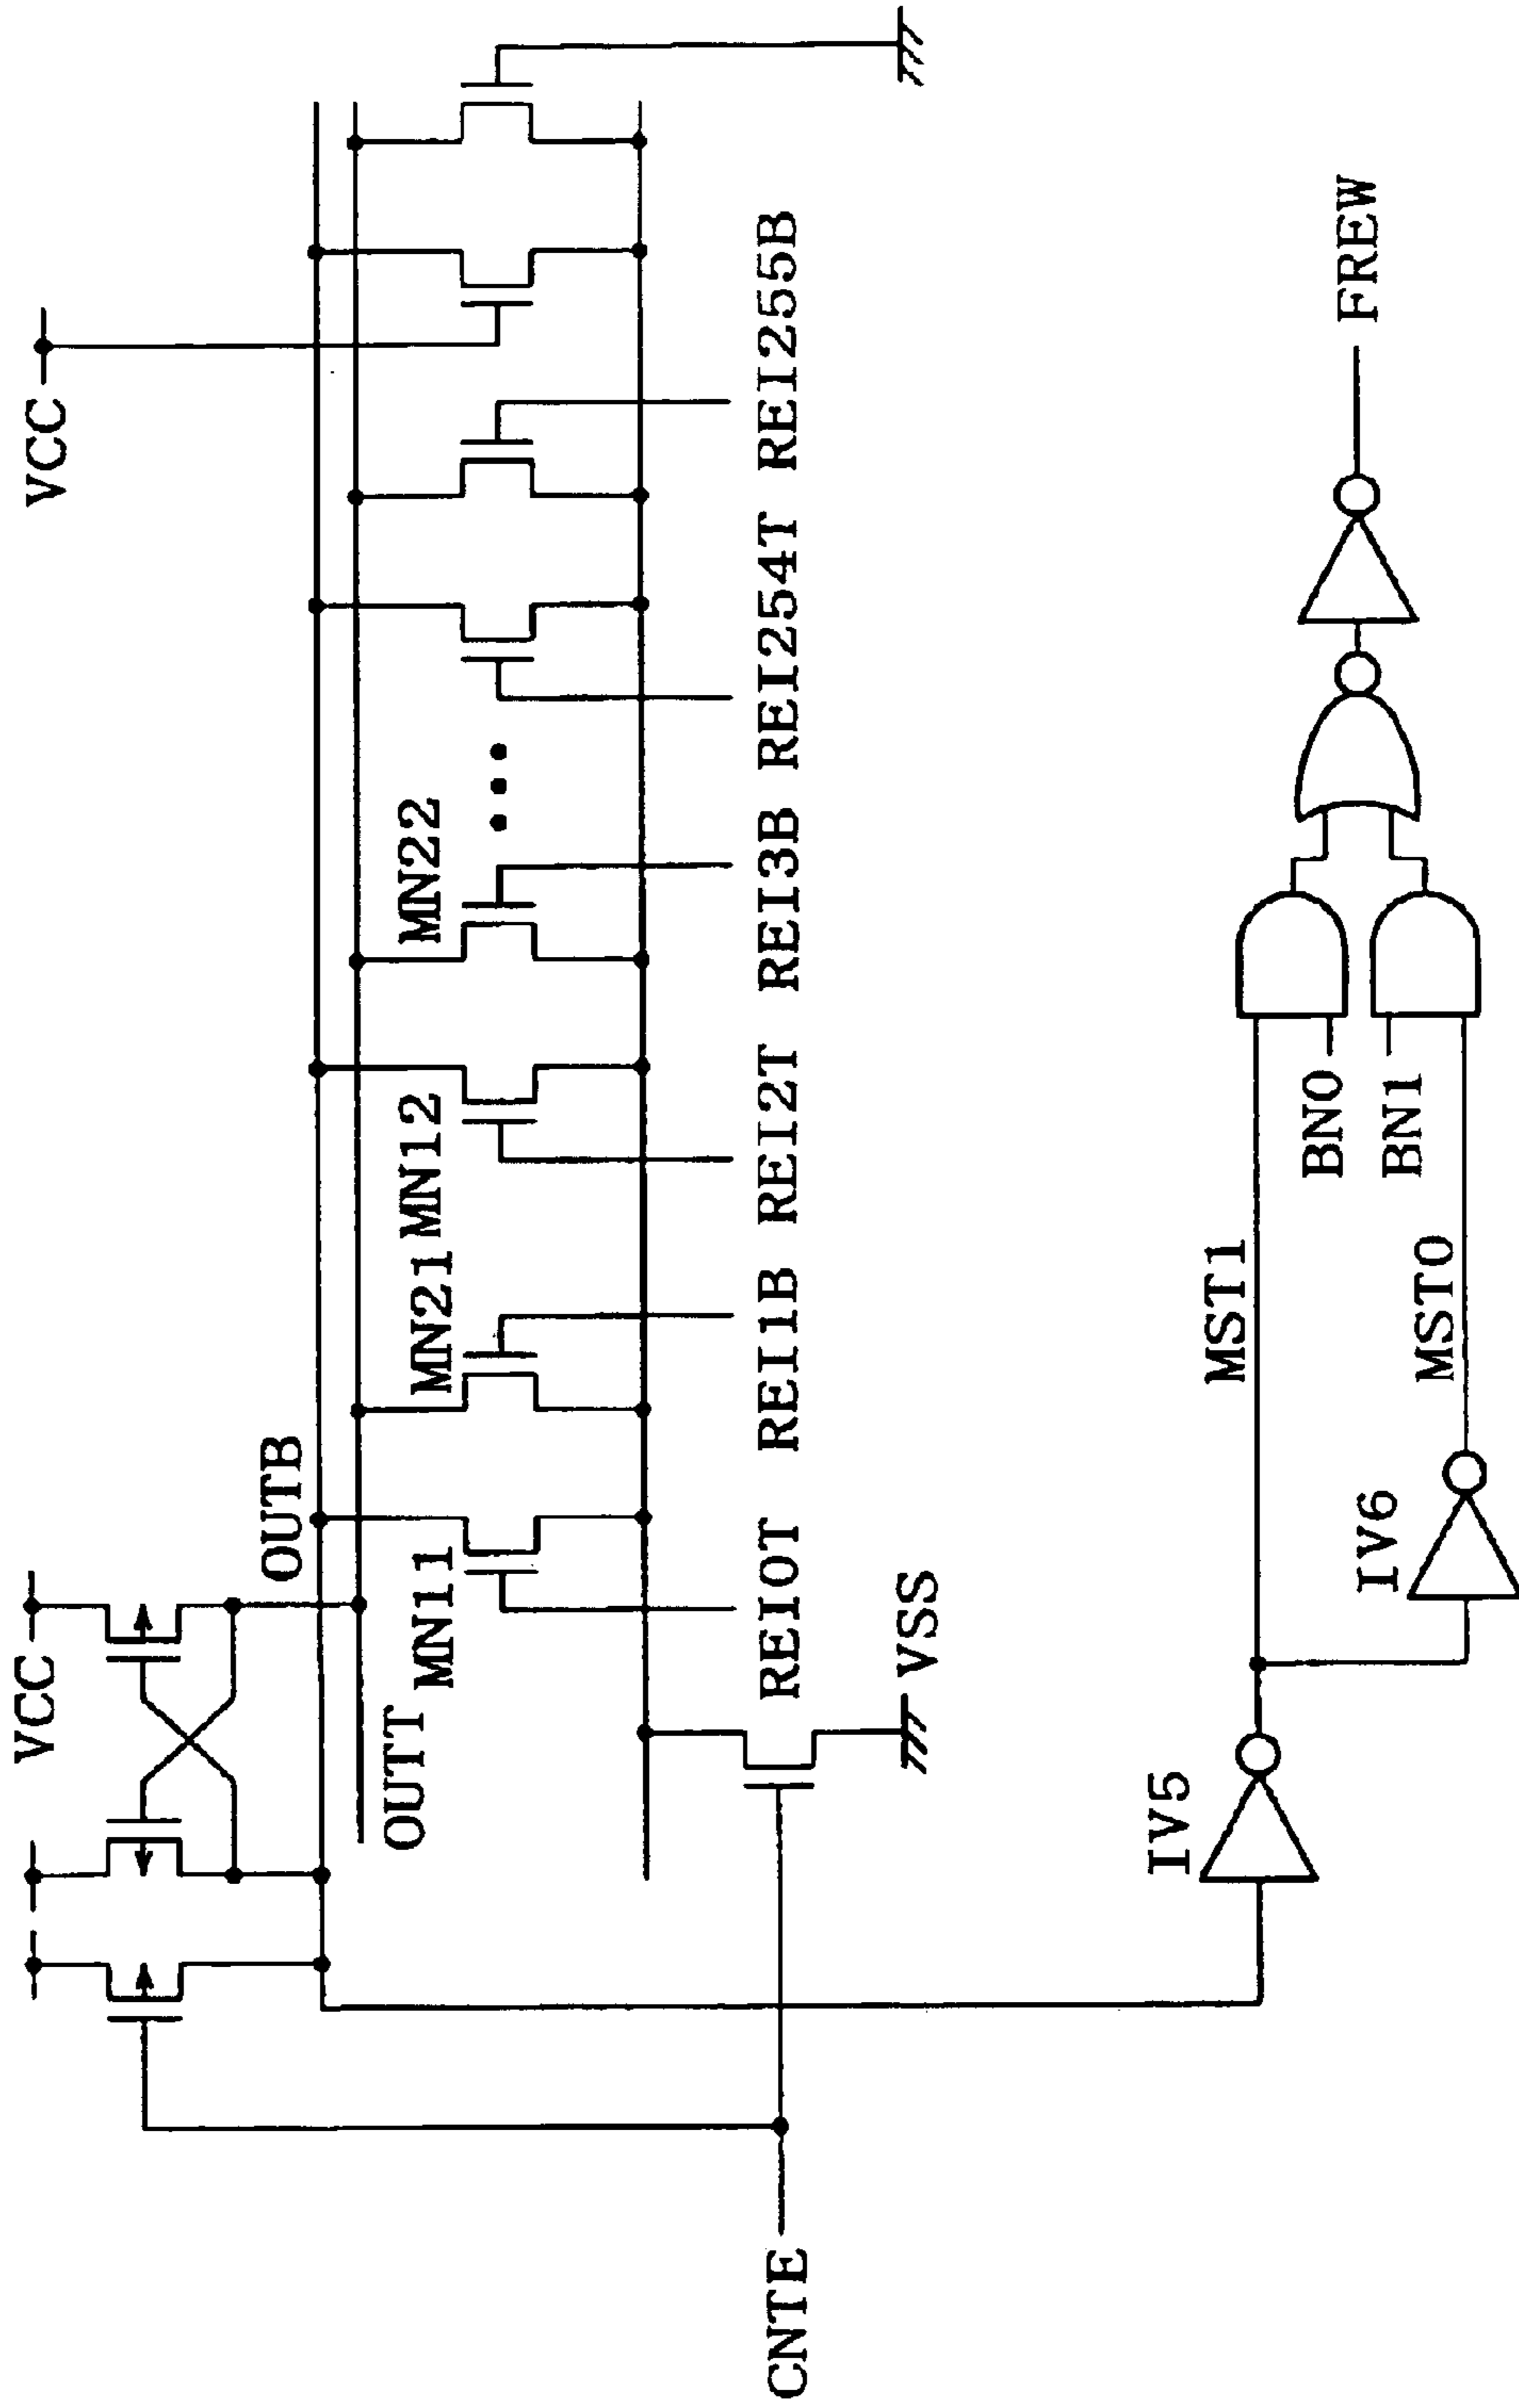 VCC
VCC
OUTB
OUTT
MN11
MN21
MN12
MN22
REI0T REI1B REI2T REI3B REI254T REI255B
CNTE
VSS
IV5
MST1
BN0
BN1
FREW
IV6
MST0